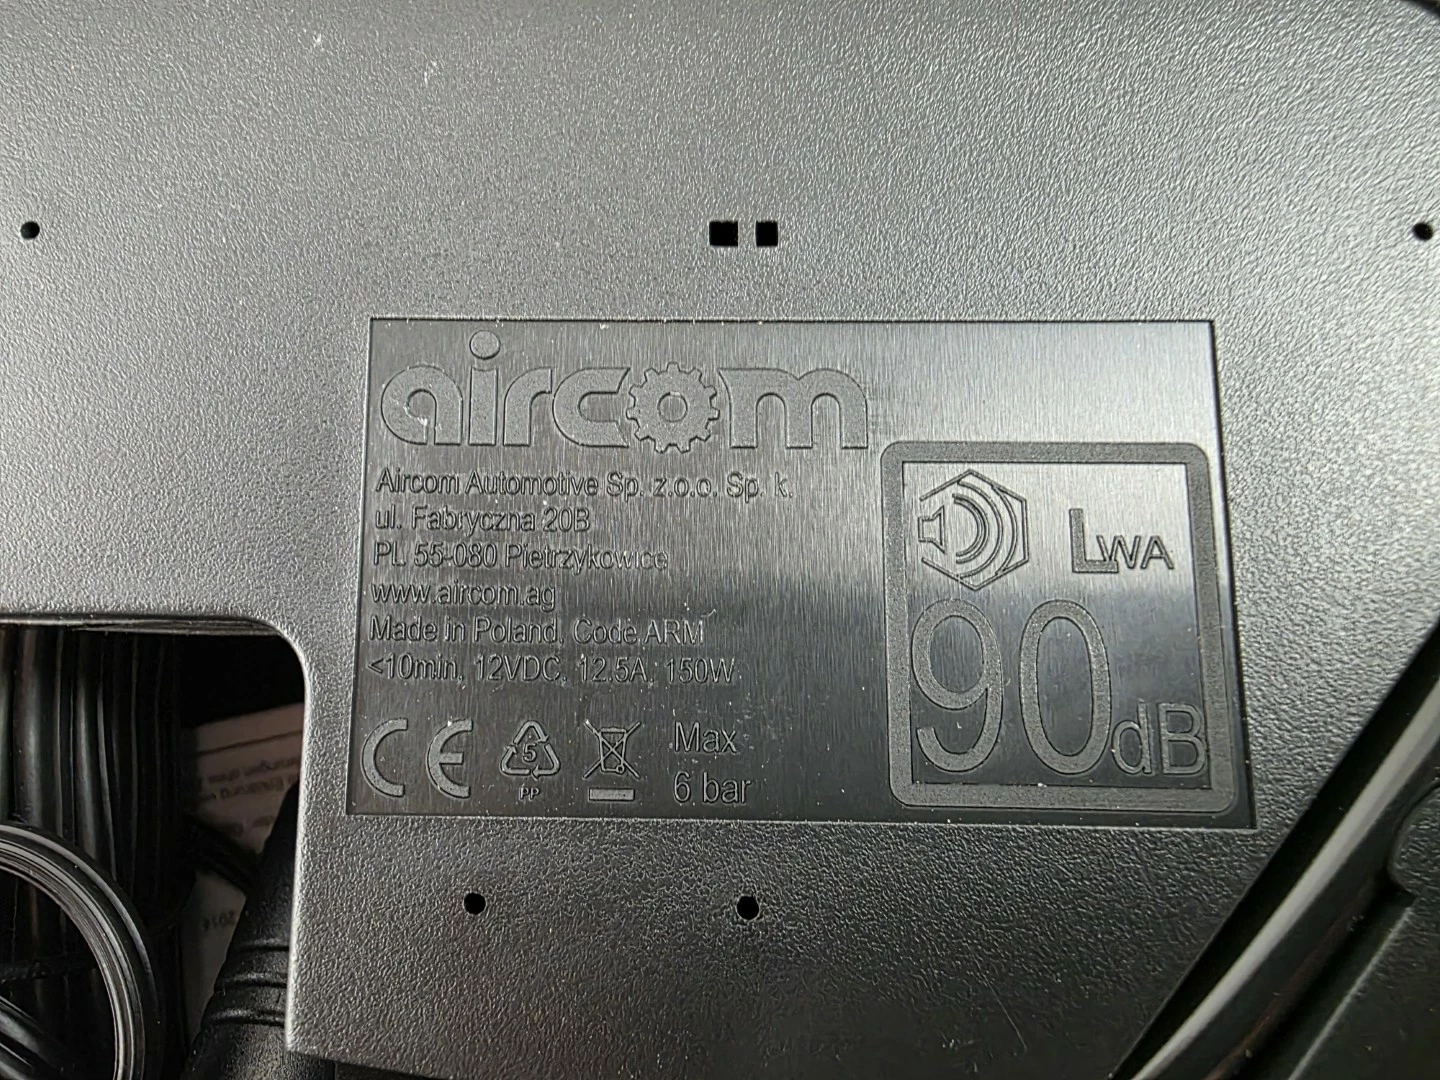 aircom
Aircom Automotive Sp. z.o.o. Sp. k.
ul. Fabryczna 20B
PL 55-080 Pietrzykowice
www.aircom.ag
Made in Poland, Code ARM
<10min, 12VDC, 12.5A, 150W
CE
5
PP
Max
6 bar
LWA
90dB